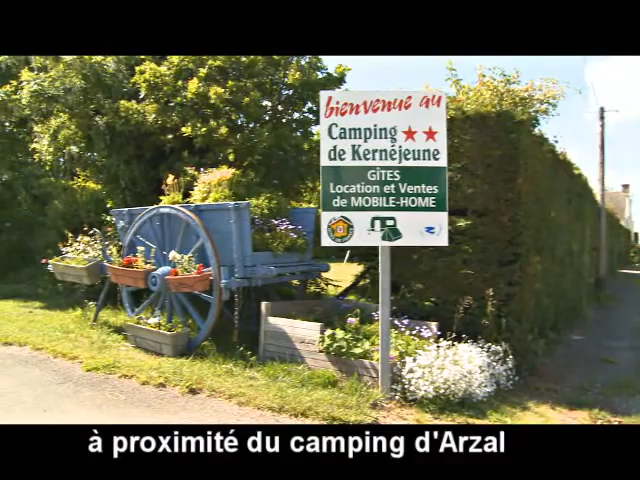 bienvenue au
Camping
de Kernéjeune
GÎTES
Location et Ventes
de MOBILE-HOME
à proximité du camping d'Arzal